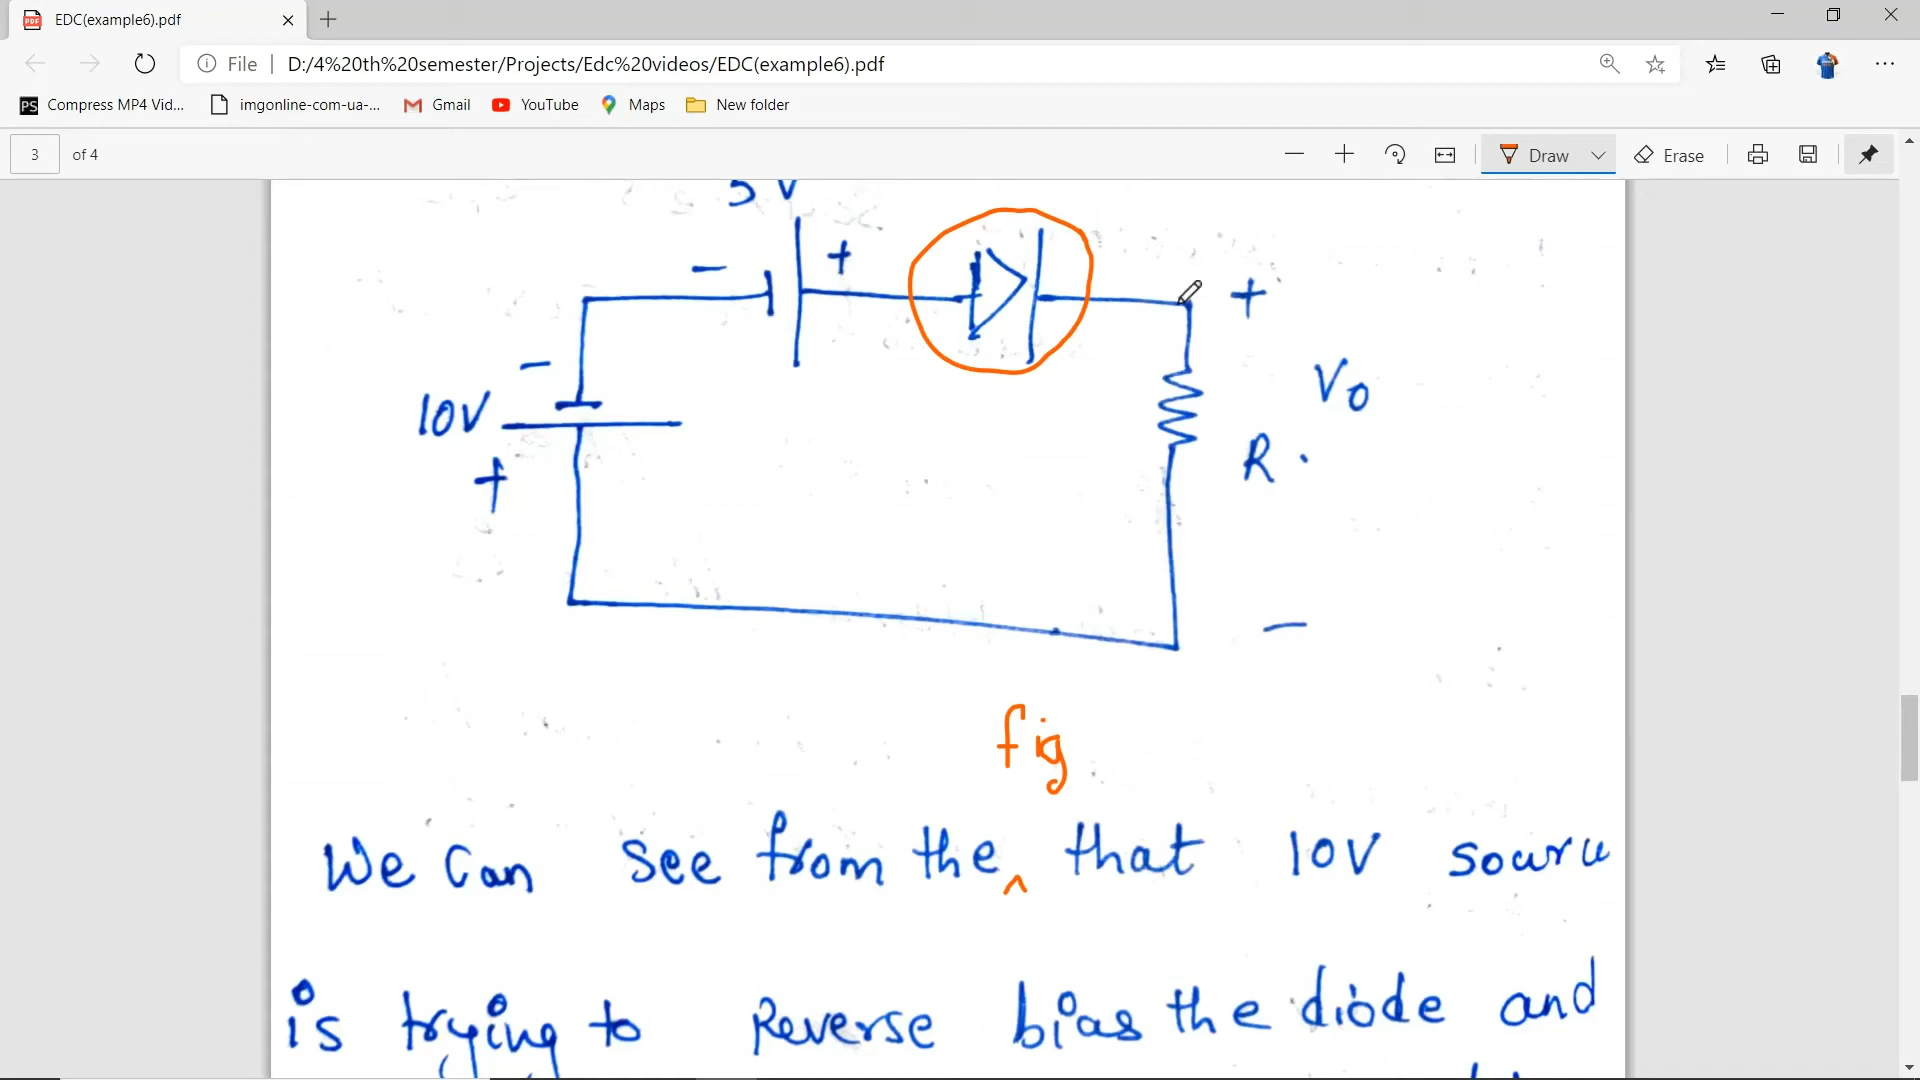 EDC(example6).pdf
File | D:/4%20th%20semester/Projects/Edc%20videos/EDC(example6).pdf
Compress MP4 Vid... imgonline-com-ua-... Gmail YouTube Maps New folder
3 of 4 Draw Erase
5 V
- +
+
-
10V
+
V0
R
-
fig
We Can See from the ^ that 10V source
is trying to Reverse bias the diode and